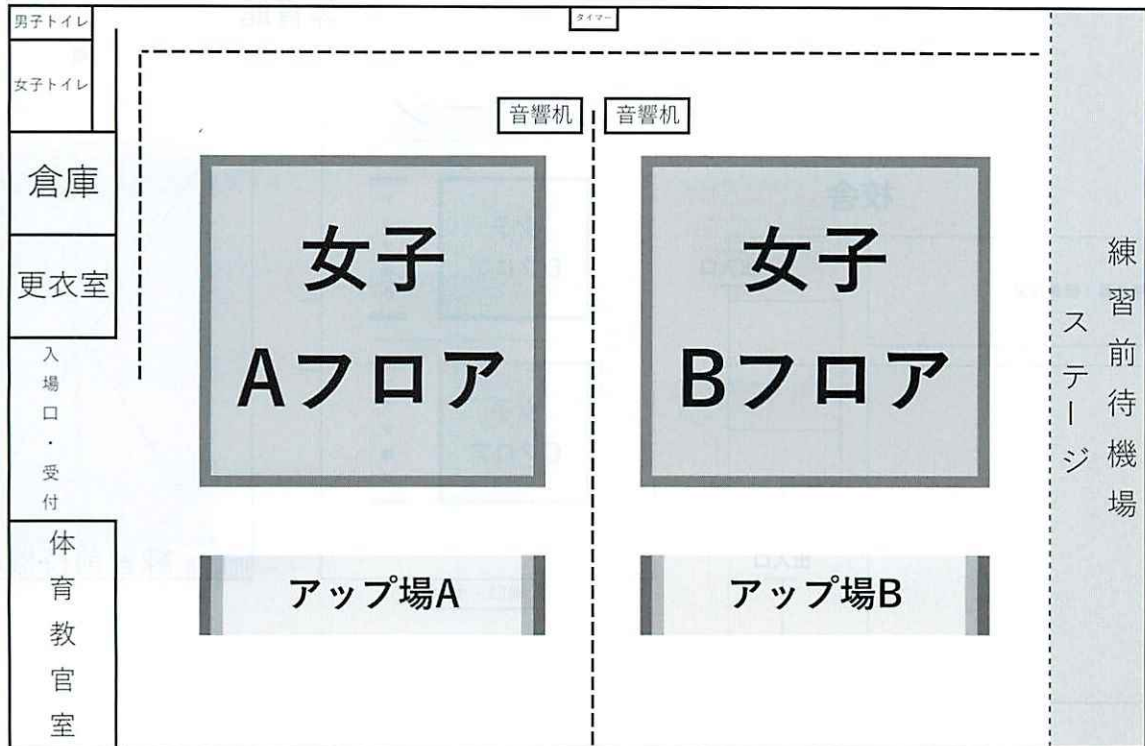 男子トイレ
タイマー
女子トイレ
音響机
音響机
倉庫
女子
Aフロア
女子
Bフロア
更衣室
練習前待機場
ステージ
入場口・受付
アップ場A
アップ場B
体育教官室